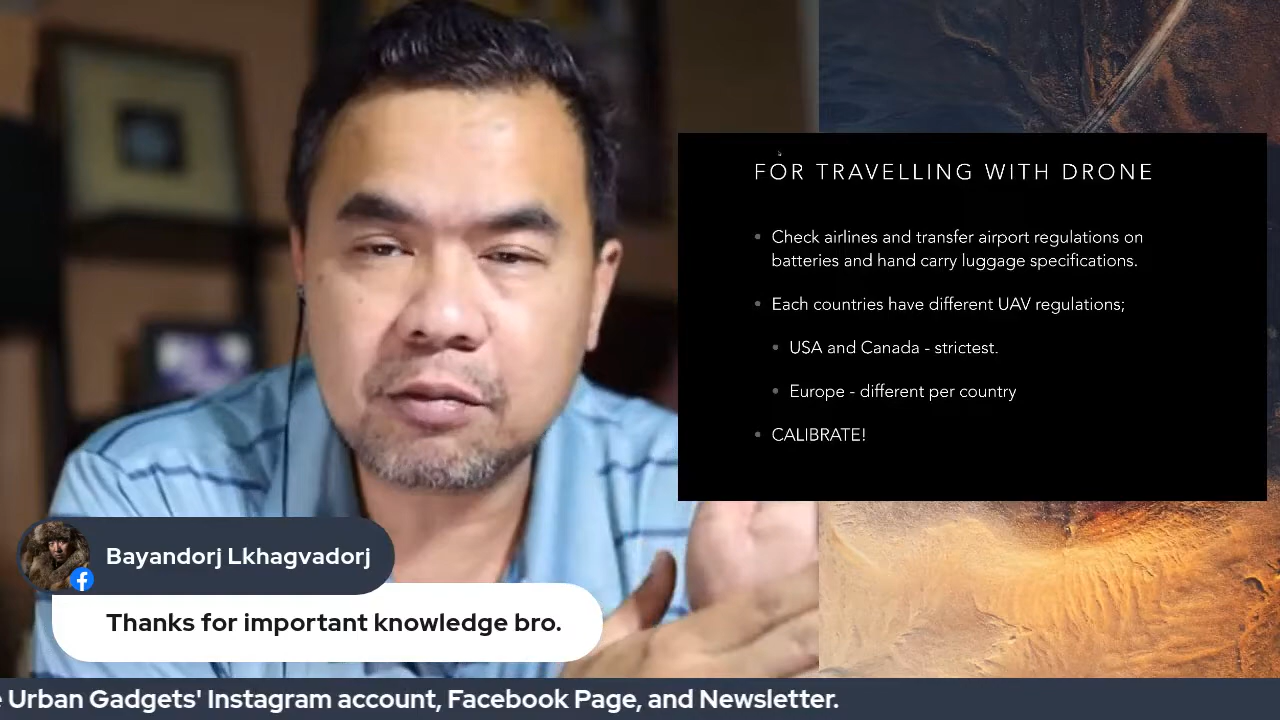 FOR TRAVELLING WITH DRONE
• Check airlines and transfer airport regulations on
batteries and hand carry luggage specifications.
• Each countries have different UAV regulations;
• USA and Canada - strictest.
• Europe - different per country
• CALIBRATE!
Bayandorj Lkhagvadorj
Thanks for important knowledge bro.
Urban Gadgets' Instagram account, Facebook Page, and Newsletter.